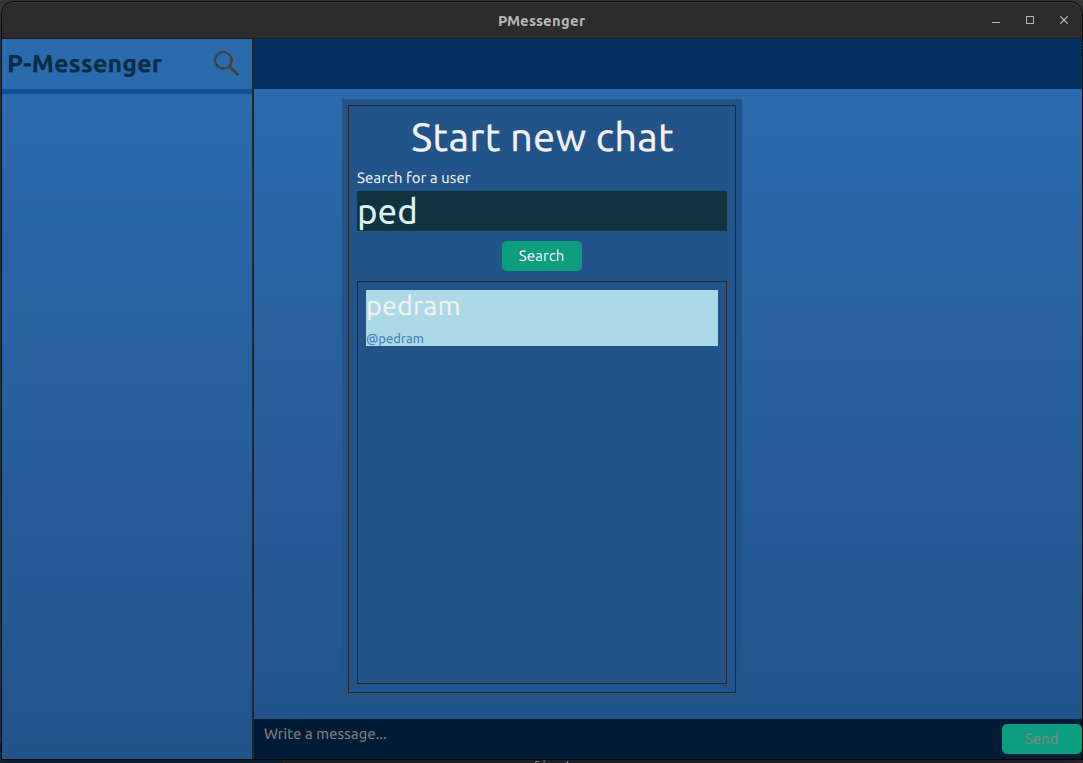 PMessenger
P-Messenger
Start new chat
Search for a user
ped
Search
pedram
@pedram
Write a message...
Send